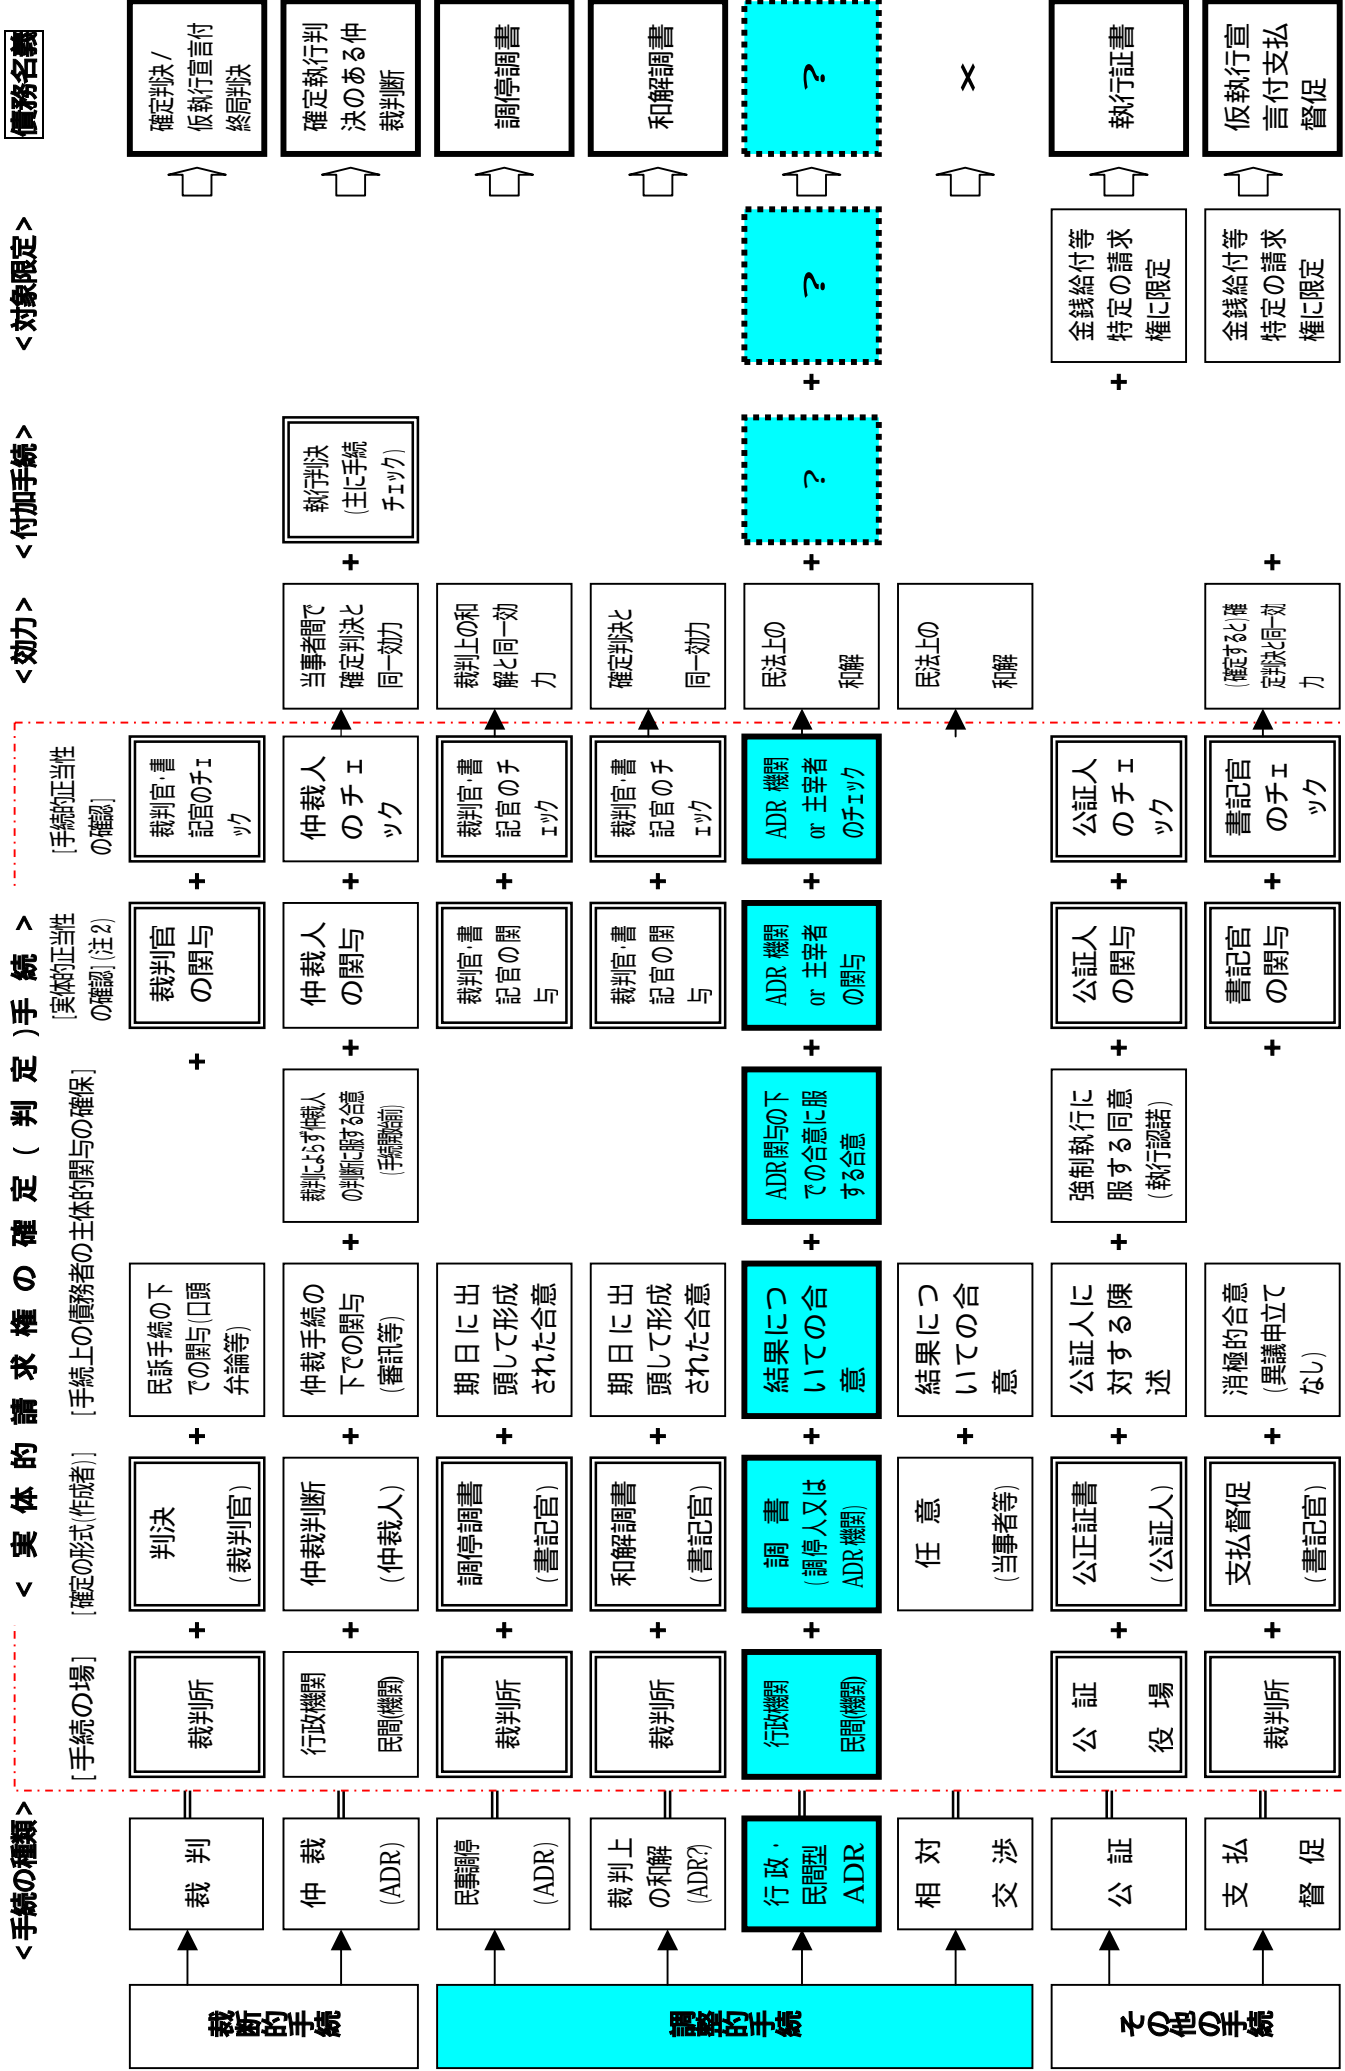 <手続の種類>
< 実 体 的 請 求 権 の 確 定 ( 判 定 )手 続 >
<効力>
<付加手続>
<対象限定>
債務名義
[手続の場]
[確定の形式(作成者)]
[手続上の債務者の主体的関与の確保]
[実体的正当性
の確認](注2)
[手続的正当性
の確認]
裁断的手続
裁 判
裁判所
+
判決
(裁判官)
+
民訴手続の下
での関与(口頭
弁論等)
+
裁判官
の関与
+
裁判官・書
記官のチェ
ック
確定判決/
仮執行宣言付
終局判決
仲 裁
(ADR)
行政機関
民間(機関)
+
仲裁判断
(仲裁人)
+
仲裁手続の
下での関与
(審訊等)
+
裁判によらず仲裁人
の判断に服する合意
(手続開始前)
+
仲裁人
の関与
+
仲裁人
のチェ
ック
当事者間で
確定判決と
同一効力
+
執行判決
(主に手続
チェック)
確定執行判
決のある仲
裁判断
調整的手続
民事調停
(ADR)
裁判所
+
調停調書
(書記官)
+
期日に出
頭して形成
された合意
裁判官・書
記官の関
与
+
裁判官・書
記官のチ
ェック
裁判上の和
解と同一効
力
調停調書
裁判上
の和解
(ADR?)
裁判所
+
和解調書
(書記官)
+
期日に出
頭して形成
された合意
裁判官・書
記官の関
与
+
裁判官・書
記官のチ
ェック
確定判決と
同一効力
和解調書
行政・
民間型
ADR
行政機関
民間(機関)
+
調 書
(調停人又は
ADR機関)
+
結果につ
いての合
意
+
ADR関与の下
での合意に服
する合意
+
ADR 機関
or 主宰者
の関与
+
ADR 機関
or 主宰者
のチェック
民法上の
和解
+
?
+
?
?
相 対
交 渉
任 意
(当事者等)
+
結果につ
いての合
意
民法上の
和解
×
その他の手続
公 証
公 証
役 場
+
公正証書
(公証人)
+
公証人に
対する陳
述
+
強制執行に
服する同意
(執行認諾)
+
公証人
の関与
+
公証人
のチェ
ック
+
金銭給付等
特定の請求
権に限定
執行証書
支 払
督 促
裁判所
+
支払督促
(書記官)
+
消極的合意
(異議申立て
なし)
+
書記官
の関与
+
書記官
のチェ
ック
(確定すると)確
定判決と同一効
力
+
金銭給付等
特定の請求
権に限定
仮執行宣
言付支払
督促